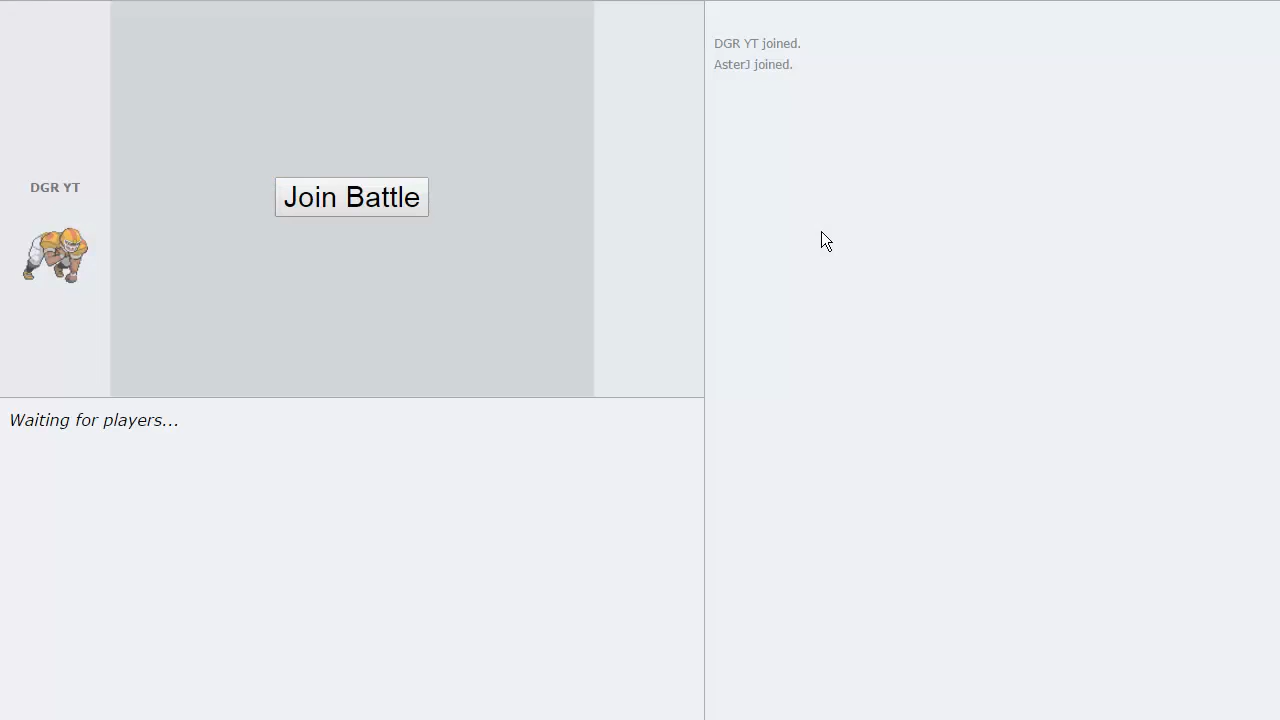 DGR YT
Join Battle
Waiting for players...
DGR YT joined.
AsterJ joined.